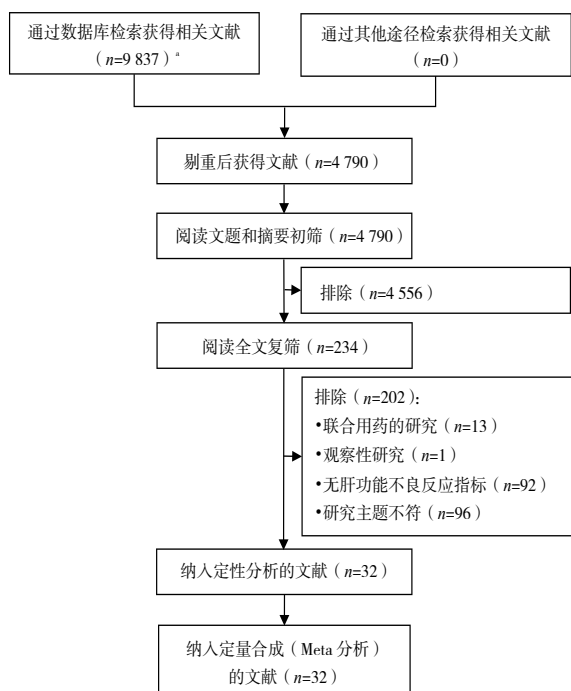 通过数据库检索获得相关文献
（n=9 837）ª
通过其他途径检索获得相关文献
（n=0）
剔重后获得文献（n=4 790）
阅读文题和摘要初筛（n=4 790）
排除（n=4 556）
阅读全文复筛（n=234）
排除（n=202）：
•联合用药的研究（n=13）
•观察性研究（n=1）
•无肝功能不良反应指标（n=92）
•研究主题不符（n=96）
纳入定性分析的文献（n=32）
纳入定量合成（Meta 分析）
的文献（n=32）